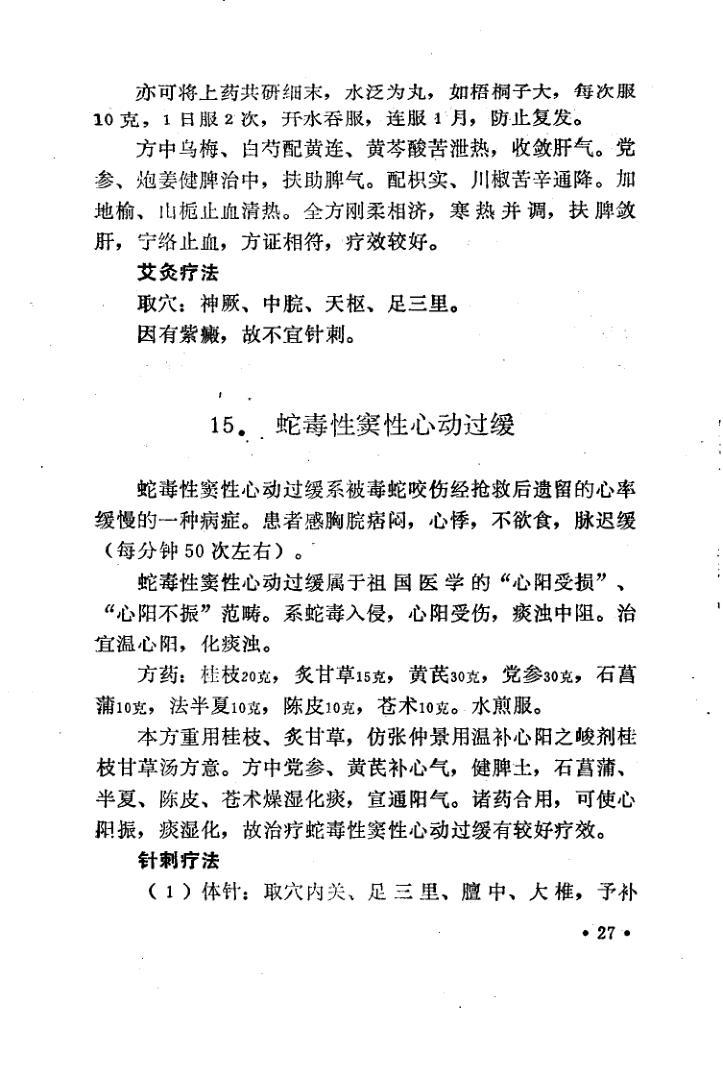 亦可将上药共研细末，水泛为丸，如梧桐子大，每次服
10克，1日服2次，开水吞服，连服1月，防止复发。
方中乌梅、白芍配黄连、黄芩酸苦泄热，收敛肝气。党
参、炮姜健脾治中，扶助脾气。配枳实、川椒苦辛通降。加
地榆、山栀止血清热。全方刚柔相济，寒热并调，扶脾敛
肝，宁络止血，方证相符，疗效较好。
艾灸疗法
取穴：神厥、中脘、天枢、足三里。
因有紫癜，故不宜针刺。
15. 蛇毒性窦性心动过缓
蛇毒性窦性心动过缓系被毒蛇咬伤经抢救后遗留的心率
缓慢的一种病症。患者感胸脘痞闷，心悸，不欲食，脉迟缓
（每分钟50次左右）。
蛇毒性窦性心动过缓属于祖国医学的“心阳受损”、
“心阳不振”范畴。系蛇毒入侵，心阳受伤，痰浊中阻。治
宜温心阳，化痰浊。
方药：桂枝20克，炙甘草15克，黄芪30克，党参30克，石菖
蒲10克，法半夏10克，陈皮10克，苍术10克。水煎服。
本方重用桂枝、炙甘草，仿张仲景用温补心阳之峻剂桂
枝甘草汤方意。方中党参、黄芪补心气，健脾土，石菖蒲、
半夏、陈皮、苍术燥湿化痰，宣通阳气。诸药合用，可使心
阳振，痰湿化，故治疗蛇毒性窦性心动过缓有较好疗效。
针刺疗法
（1）体针：取穴内关、足三里、膻中、大椎，予补
• 27 •